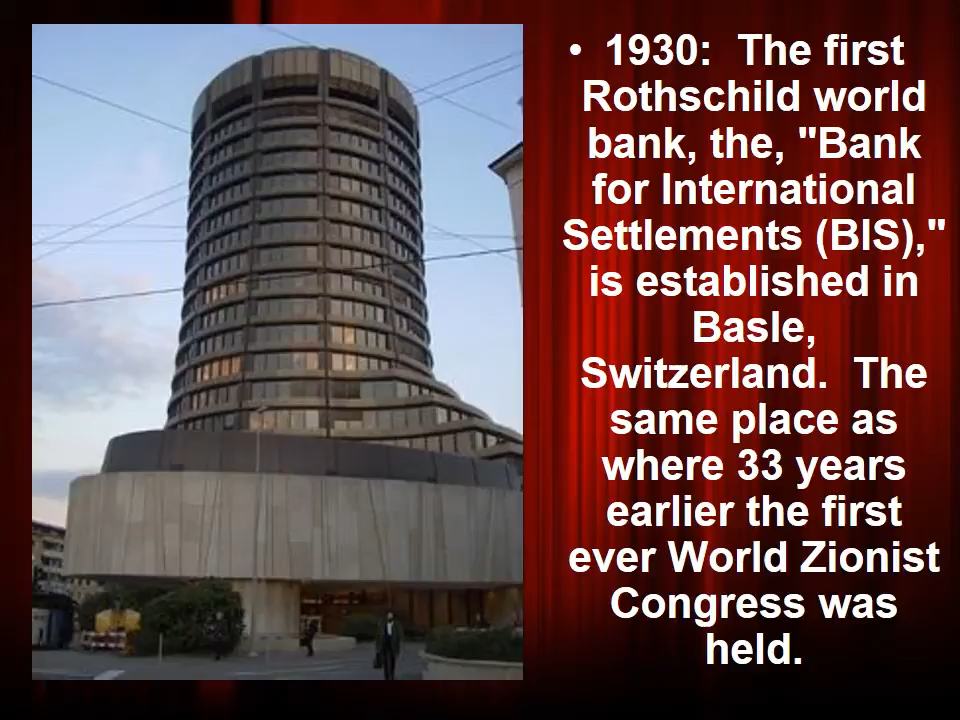 • 1930:  The first
Rothschild world
bank, the, "Bank
for International
Settlements (BIS),"
is established in
Basle,
Switzerland.  The
same place as
where 33 years
earlier the first
ever World Zionist
Congress was
held.